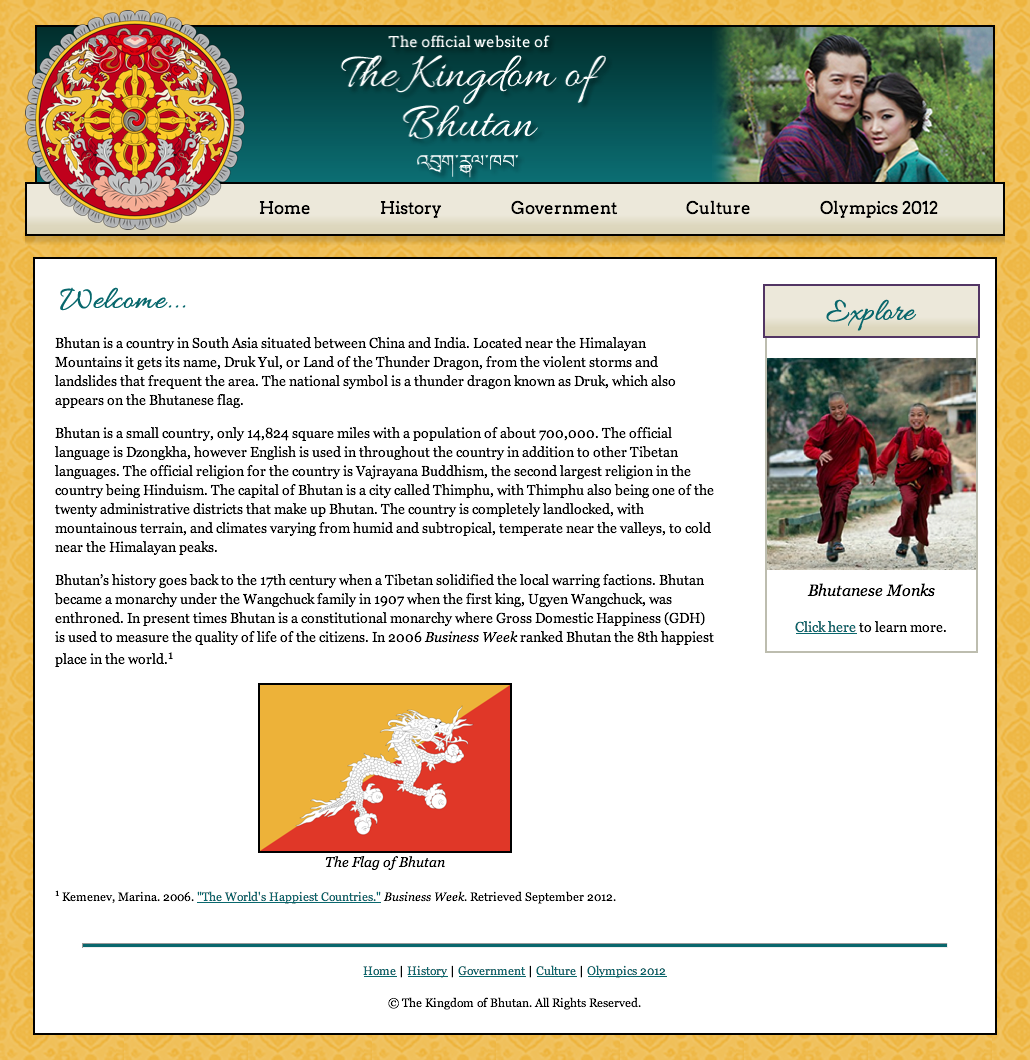 The official website of
The Kingdom of
Bhutan
འབྲུག་རྒྱལ་ཁབ་
Home History Government Culture Olympics 2012
Welcome...
Bhutan is a country in South Asia situated between China and India. Located near the Himalayan
Mountains it gets its name, Druk Yul, or Land of the Thunder Dragon, from the violent storms and
landslides that frequent the area. The national symbol is a thunder dragon known as Druk, which also
appears on the Bhutanese flag.
Bhutan is a small country, only 14,824 square miles with a population of about 700,000. The official
language is Dzongkha, however English is used in throughout the country in addition to other Tibetan
languages. The official religion for the country is Vajrayana Buddhism, the second largest religion in the
country being Hinduism. The capital of Bhutan is a city called Thimphu, with Thimphu also being one of the
twenty administrative districts that make up Bhutan. The country is completely landlocked, with
mountainous terrain, and climates varying from humid and subtropical, temperate near the valleys, to cold
near the Himalayan peaks.
Bhutan's history goes back to the 17th century when a Tibetan solidified the local warring factions. Bhutan
became a monarchy under the Wangchuck family in 1907 when the first king, Ugyen Wangchuck, was
enthroned. In present times Bhutan is a constitutional monarchy where Gross Domestic Happiness (GDH)
is used to measure the quality of life of the citizens. In 2006 Business Week ranked Bhutan the 8th happiest
place in the world.¹
The Flag of Bhutan
¹ Kemenev, Marina. 2006. "The World's Happiest Countries." Business Week. Retrieved September 2012.
Explore
Bhutanese Monks
Click here to learn more.
Home | History | Government | Culture | Olympics 2012
© The Kingdom of Bhutan. All Rights Reserved.